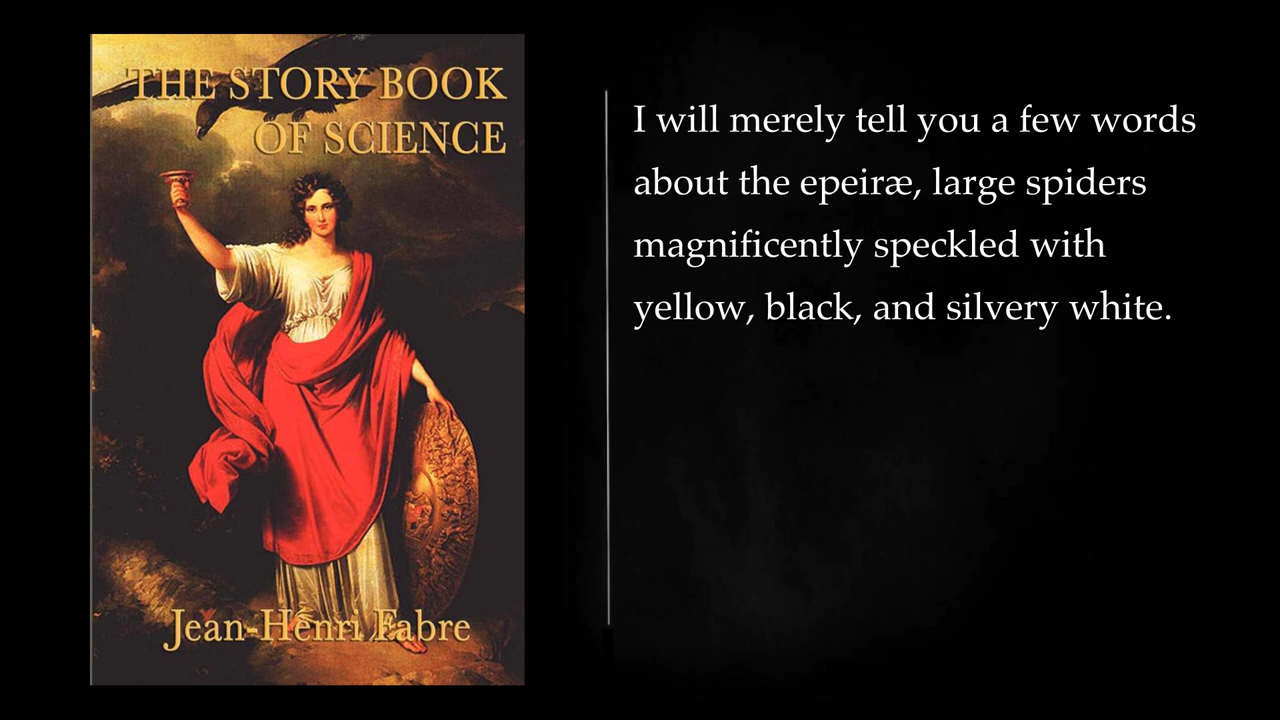 THE STORY BOOK
OF SCIENCE
Jean-Henri Fabre
I will merely tell you a few words
about the epeiræ, large spiders
magnificently speckled with
yellow, black, and silvery white.